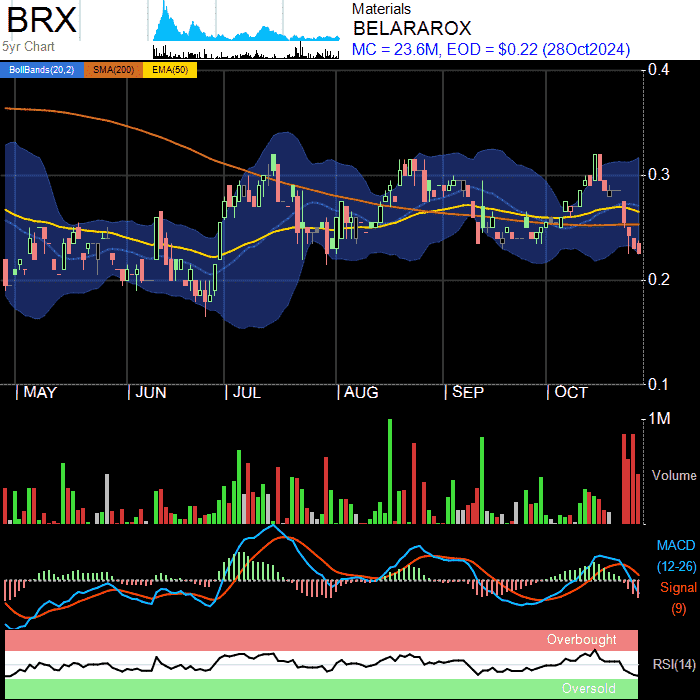 BRX
5yr Chart
Materials
BELARAROX
MC = 23.6M, EOD = $0.22 (28Oct2024)
BollBands(20,2) SMA(200) EMA(50)
0.4
0.3
0.2
0.1
MAY JUN JUL AUG SEP OCT
1M
Volume
MACD
(12-26)
Signal
(9)
Overbought
RSI(14)
Oversold